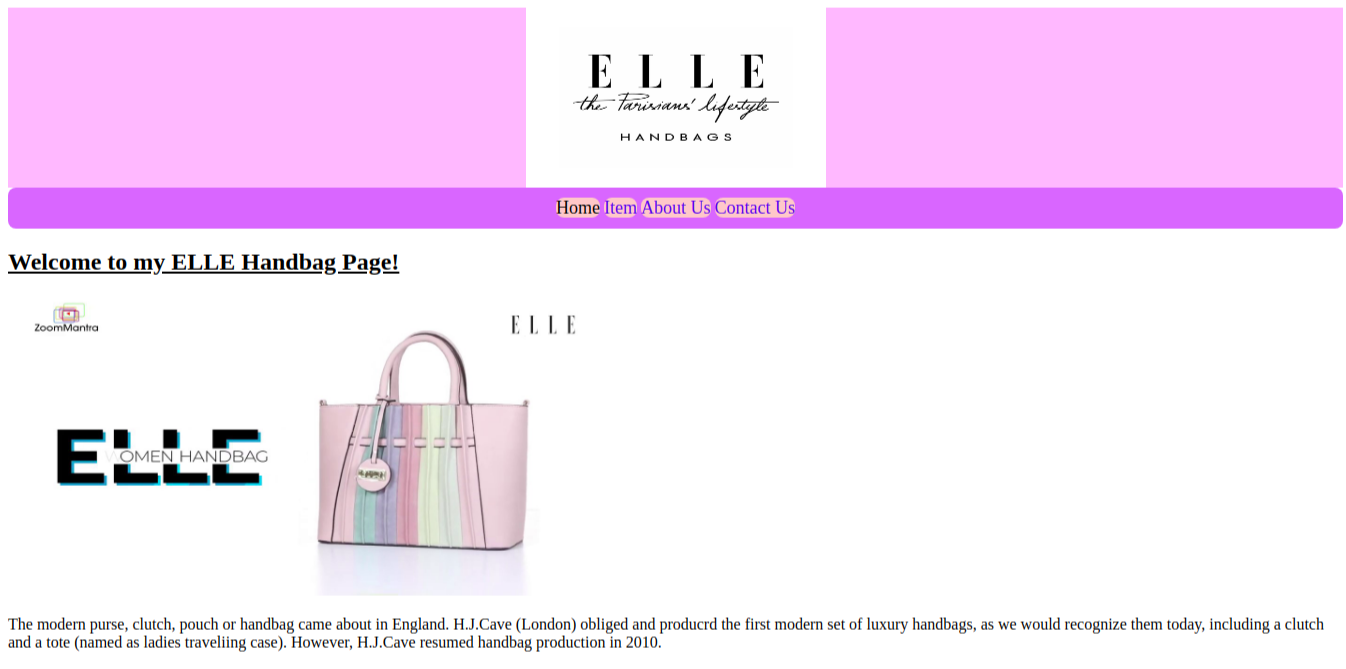 ELLE
the Parisians' lifestyle
HANDBAGS
Home Item About Us Contact Us
Welcome to my ELLE Handbag Page!
ZoomMantra
ELLE
ELLE
WOMEN HANDBAG
The modern purse, clutch, pouch or handbag came about in England. H.J.Cave (London) obliged and producrd the first modern set of luxury handbags, as we would recognize them today, including a clutch
and a tote (named as ladies traveliing case). However, H.J.Cave resumed handbag production in 2010.